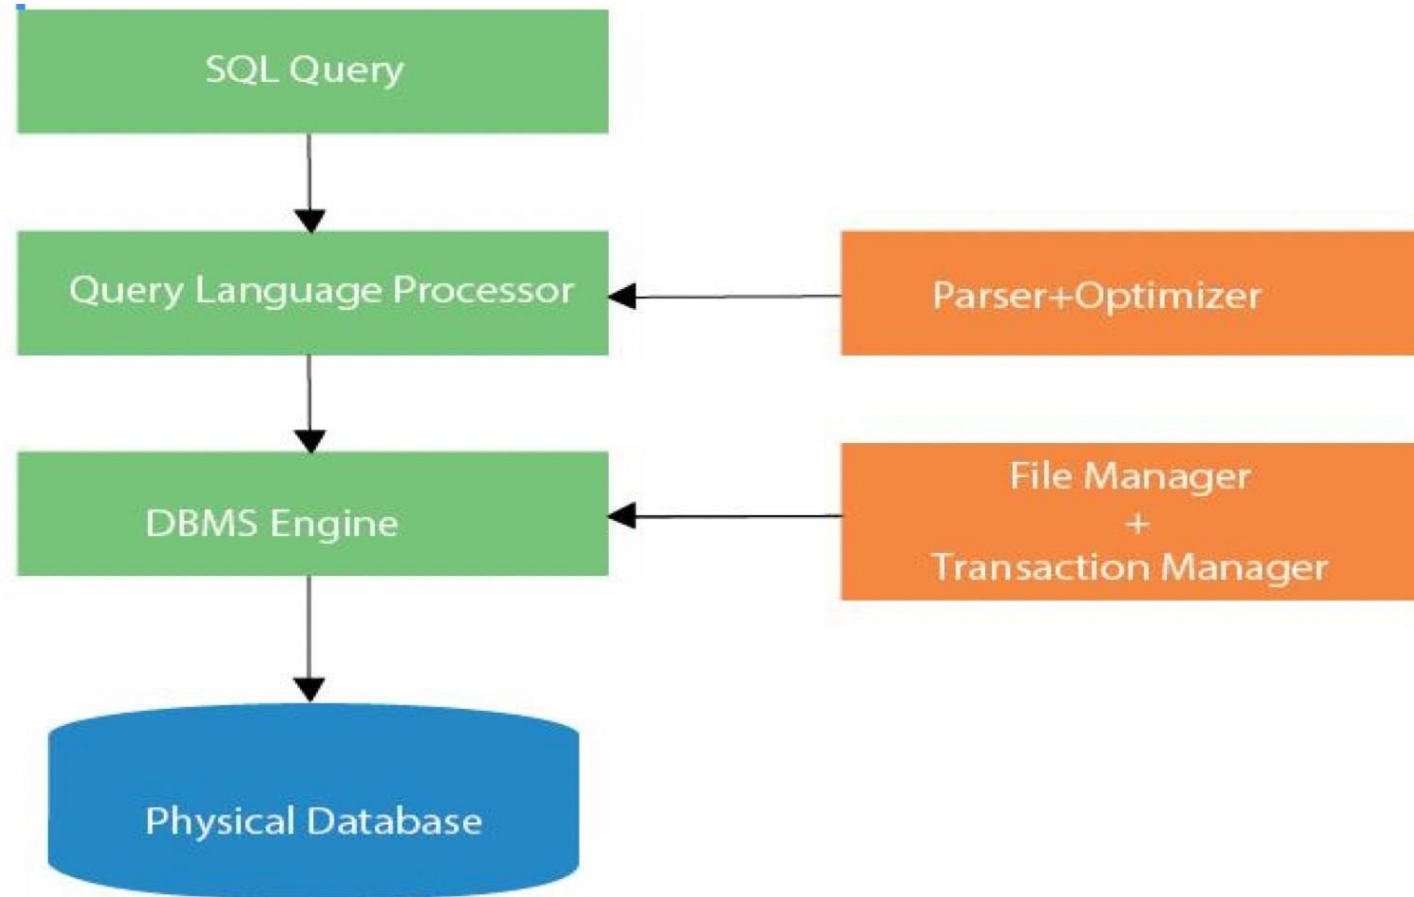 SQL Query
Query Language Processor
Parser+Optimizer
DBMS Engine
File Manager
+
Transaction Manager
Physical Database